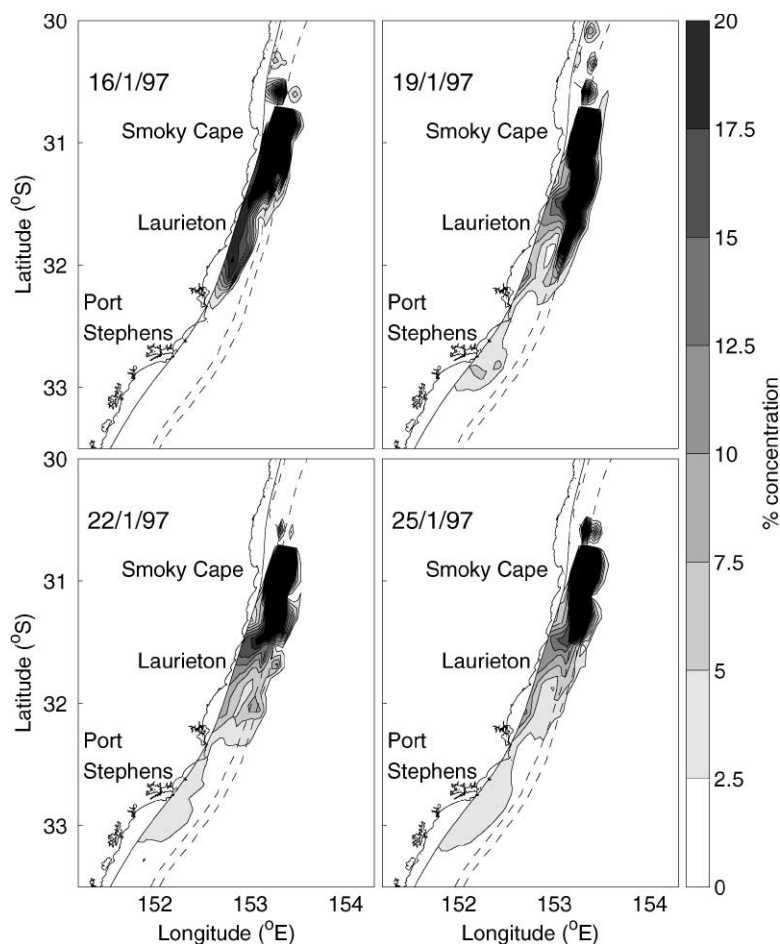 30
31
32
33
Latitude (°S)
16/1/97
Smoky Cape
Laurieton
Port
Stephens
19/1/97
Smoky Cape
Laurieton
Port
Stephens
30
31
32
33
Latitude (°S)
22/1/97
Smoky Cape
Laurieton
Port
Stephens
152
153
154
Longitude (°E)
25/1/97
Smoky Cape
Laurieton
Port
Stephens
152
153
154
Longitude (°E)
20
17.5
15
12.5
10
7.5
5
2.5
0
% concentration